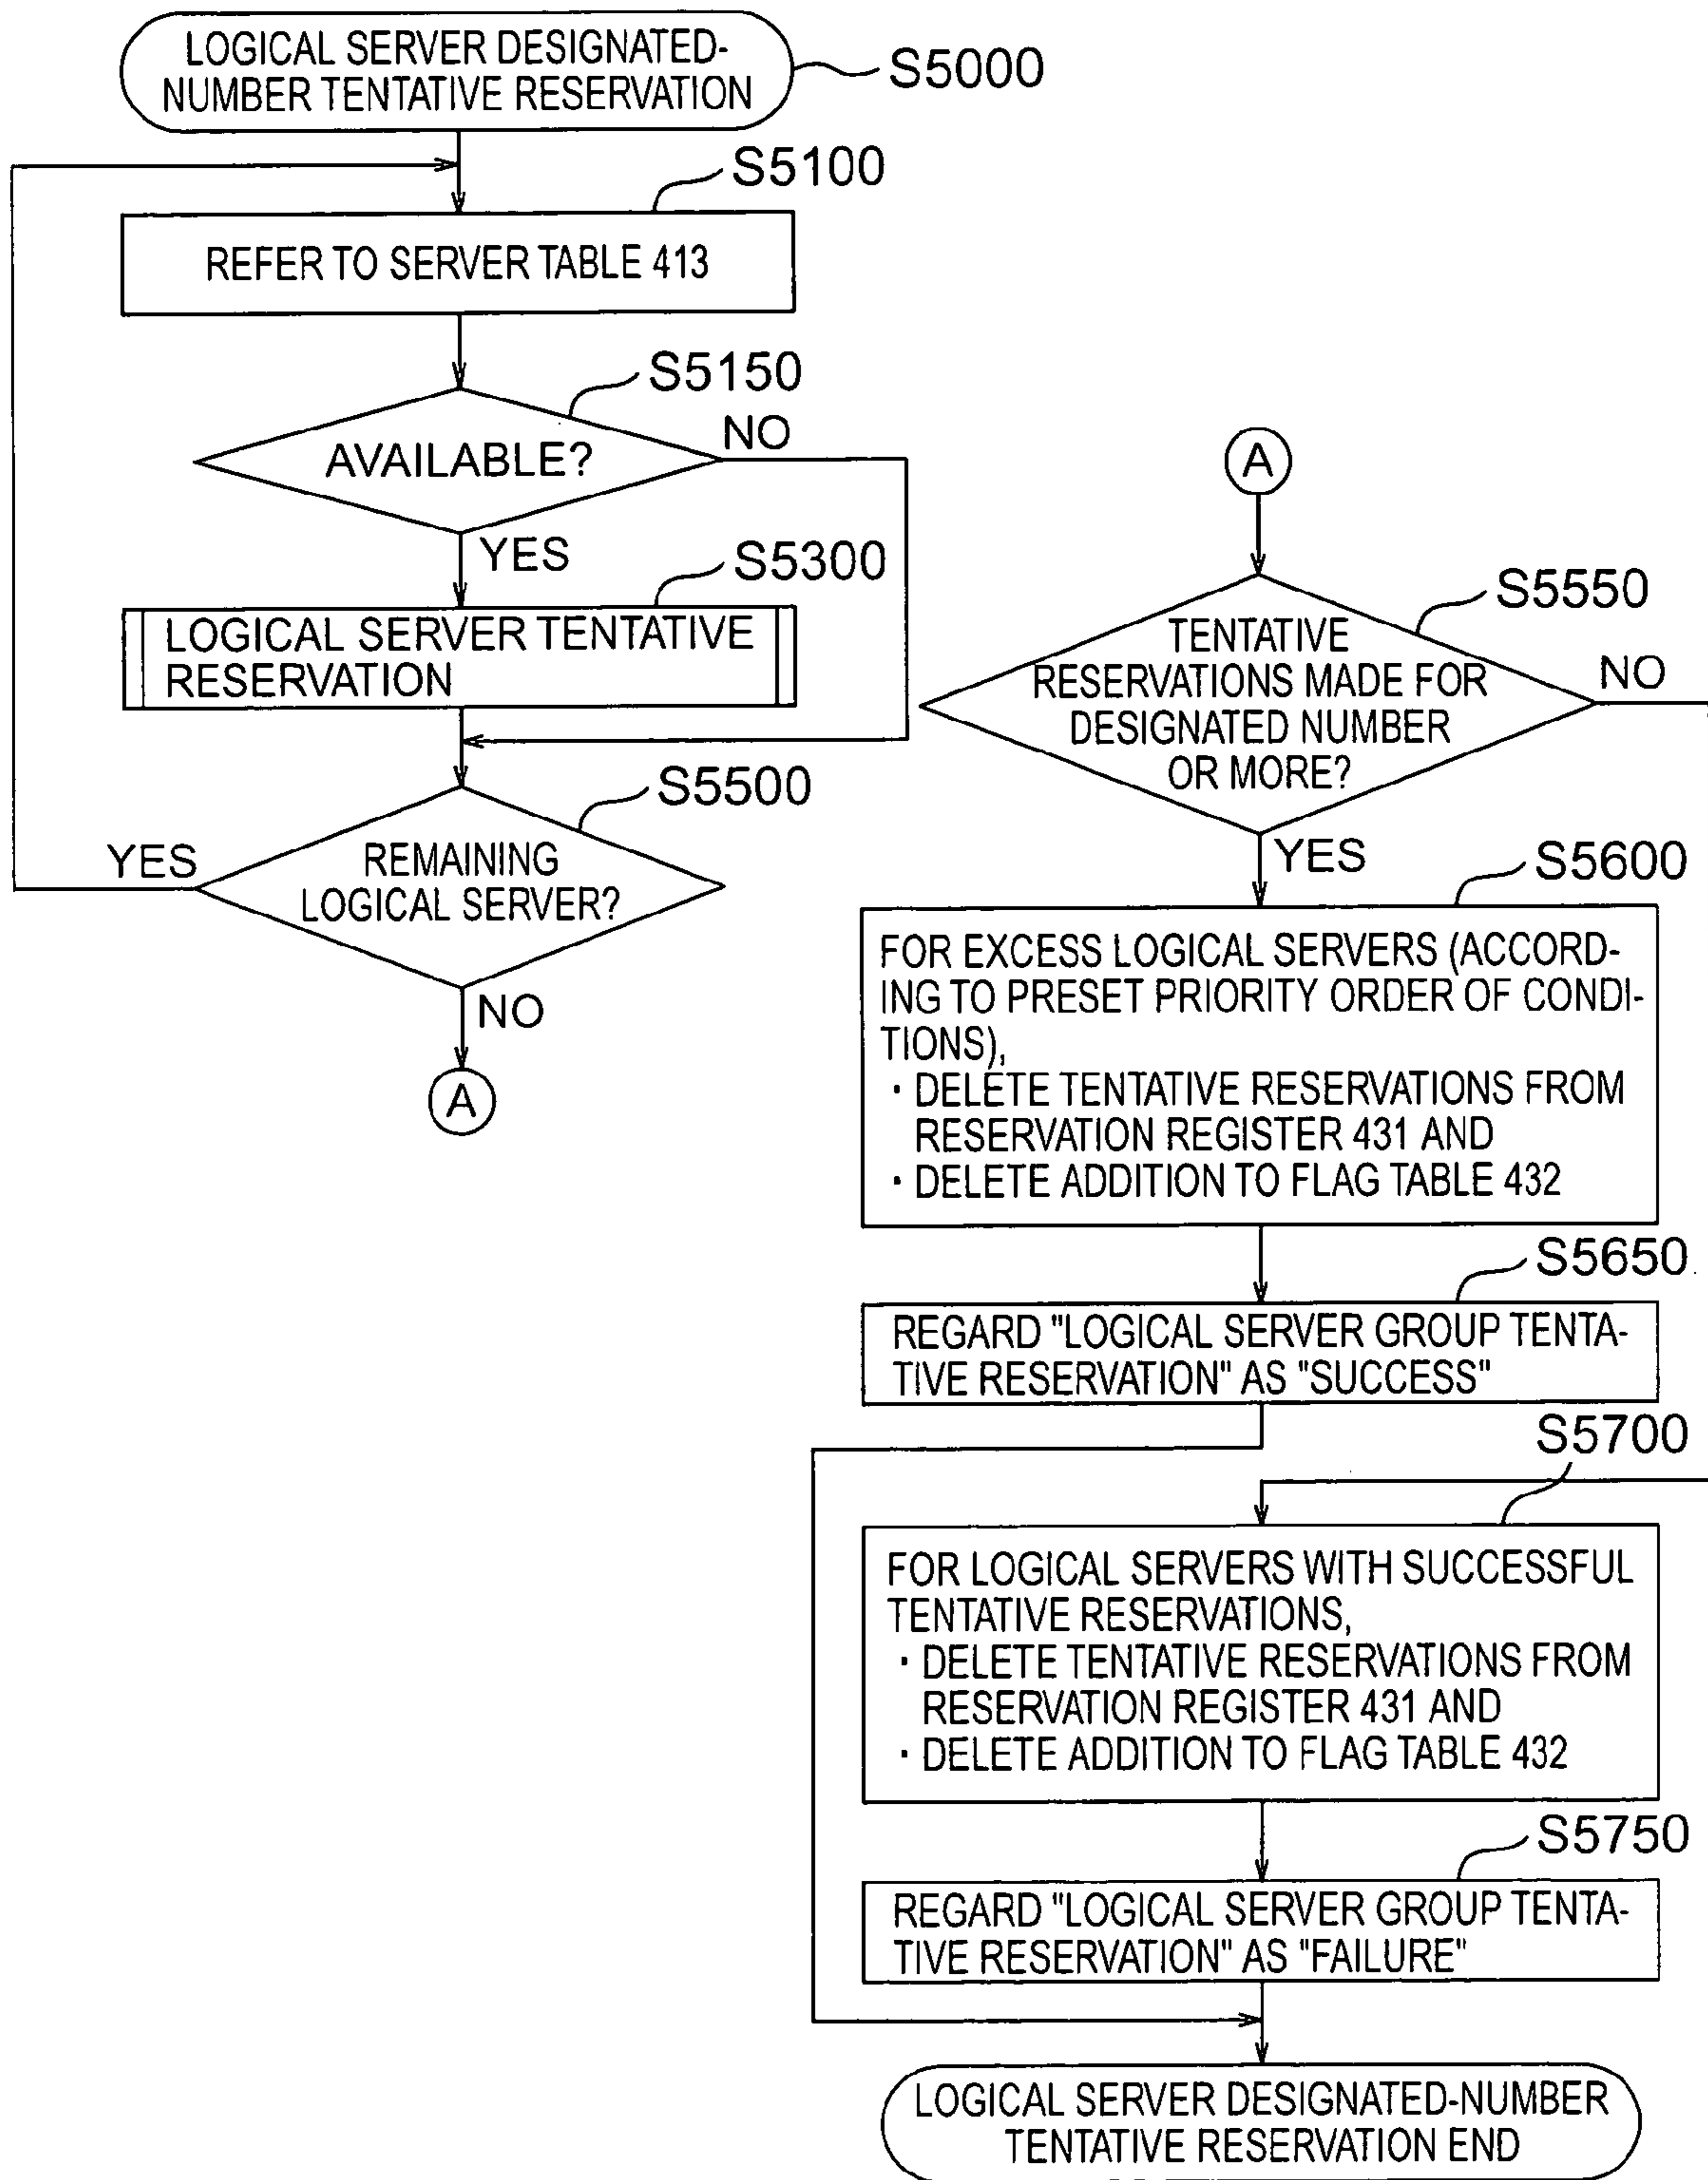 LOGICAL SERVER DESIGNATED-
NUMBER TENTATIVE RESERVATION
S5000
S5100
REFER TO SERVER TABLE 413
S5150
AVAILABLE?
NO
YES
S5300
LOGICAL SERVER TENTATIVE
RESERVATION
S5500
REMAINING
LOGICAL SERVER?
YES
NO
A
A
S5550
TENTATIVE
RESERVATIONS MADE FOR
DESIGNATED NUMBER
OR MORE?
NO
YES
S5600
FOR EXCESS LOGICAL SERVERS (ACCORD-
ING TO PRESET PRIORITY ORDER OF CONDI-
TIONS),
· DELETE TENTATIVE RESERVATIONS FROM
RESERVATION REGISTER 431 AND
· DELETE ADDITION TO FLAG TABLE 432
S5650
REGARD "LOGICAL SERVER GROUP TENTA-
TIVE RESERVATION" AS "SUCCESS"
S5700
FOR LOGICAL SERVERS WITH SUCCESSFUL
TENTATIVE RESERVATIONS,
· DELETE TENTATIVE RESERVATIONS FROM
RESERVATION REGISTER 431 AND
· DELETE ADDITION TO FLAG TABLE 432
S5750
REGARD "LOGICAL SERVER GROUP TENTA-
TIVE RESERVATION" AS "FAILURE"
LOGICAL SERVER DESIGNATED-NUMBER
TENTATIVE RESERVATION END